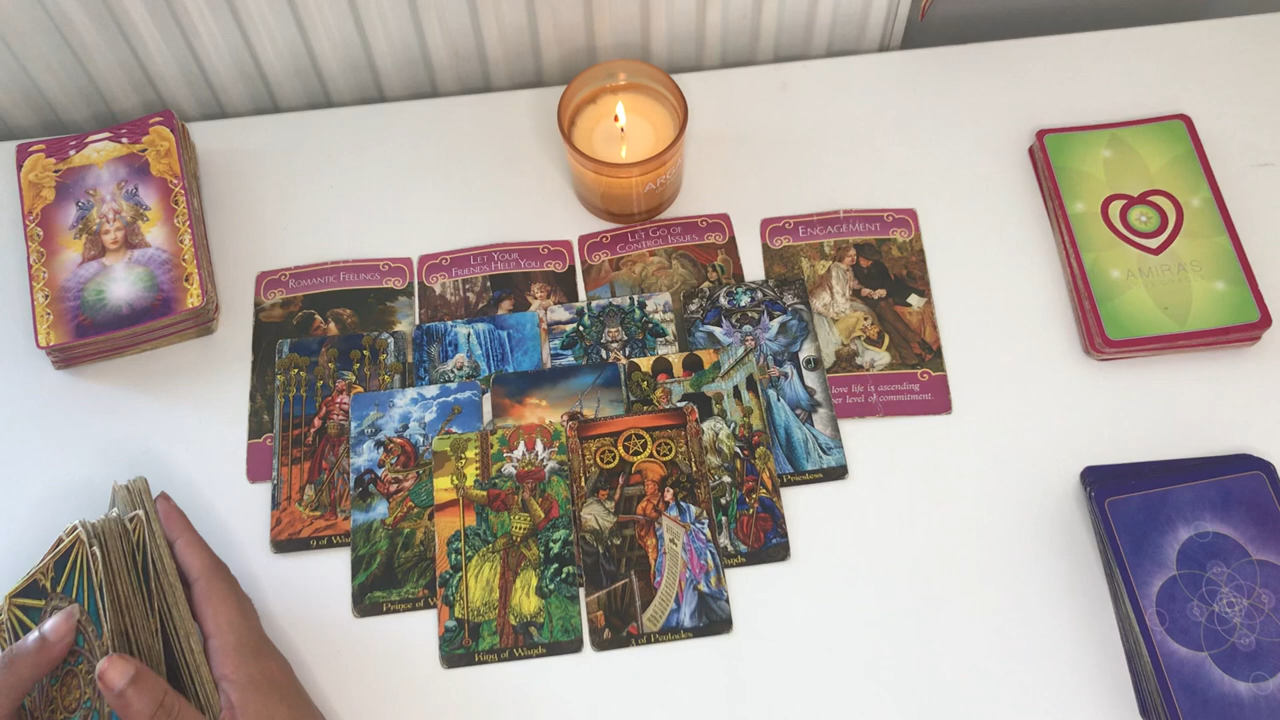 ROMANTIC FEELINGS
LET YOUR
FRIENDS HELP YOU
LET GO OF
CONTROL ISSUES
ENGAGEMENT
love life is ascending
level of commitment.
AMIRA'S
Priestess
9 of Wa
Prince of W
King of Wands
3 of Pentacles